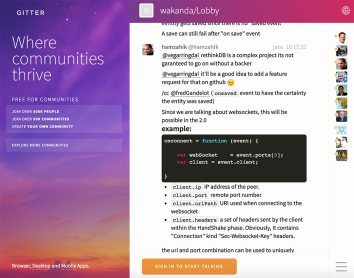 GITTER
Where
communities
thrive
FREE FOR COMMUNITIES
JOIN OVER 800K PEOPLE
JOIN OVER 90K COMMUNITIES
CREATE YOUR OWN COMMUNITY
EXPLORE MORE COMMUNITIES
Browser, Desktop and Mobile Apps.
wakanda/Lobby
entity gets saved since there is no "saved" event
A save can still fail after "on save" event
hamzahik @hamzahik janv. 10 17:31
@vegarringdal rethinkDB is a complex project its not
garanteed to go on without a backer
@vegarringdal it'll be a good idea to add a feature
request for that on github
/cc @fredGandelot ( onsaved event to have the certainty
the entity was saved)
Since we are talking about websockets, this will be
possible in the 2.0
example:
onconnect = function (event) {
var webSocket = event.ports[0];
var client = event.client;
}
• client.ip IP address of the peer.
• client.port remote port number
• client.urlPath URI used when connecting to the
websocket
• client.headers a set of headers sent by the client
within the HandShake phase. Obviously, It contains
"Connection" kind "Sec-Websocket-Key" headers.
the url and port combination can be used to uniquely
SIGN IN TO START TALKING